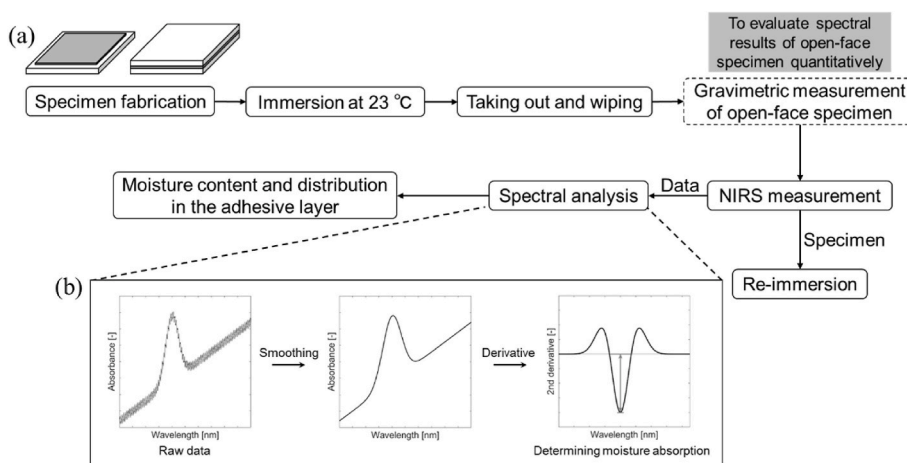 (a)
To evaluate spectral
results of open-face
specimen quantitatively
Specimen fabrication
Immersion at 23 ℃
Taking out and wiping
Gravimetric measurement
of open-face specimen
Moisture content and distribution
in the adhesive layer
Spectral analysis
Data
NIRS measurement
Specimen
Re-immersion
(b)
Absorbance [-]
Wavelength [nm]
Raw data
Smoothing
Absorbance [-]
Wavelength [nm]
Derivative
2nd derivative [-]
Wavelength [nm]
Determining moisture absorption